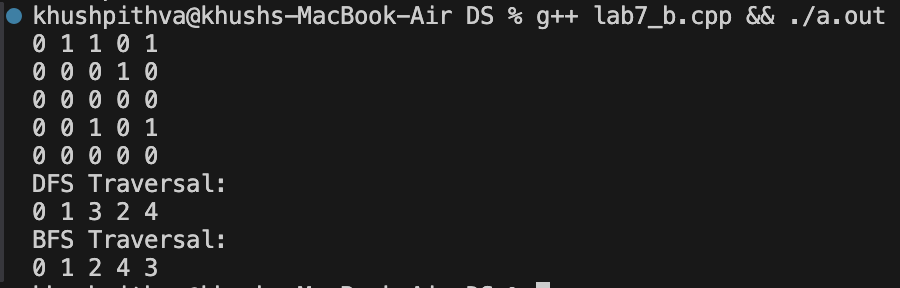 khushpithva@khushs-MacBook-Air DS % g++ lab7_b.cpp && ./a.out
0 1 1 0 1
0 0 0 1 0
0 0 0 0 0
0 0 1 0 1
0 0 0 0 0
DFS Traversal:
0 1 3 2 4
BFS Traversal:
0 1 2 4 3